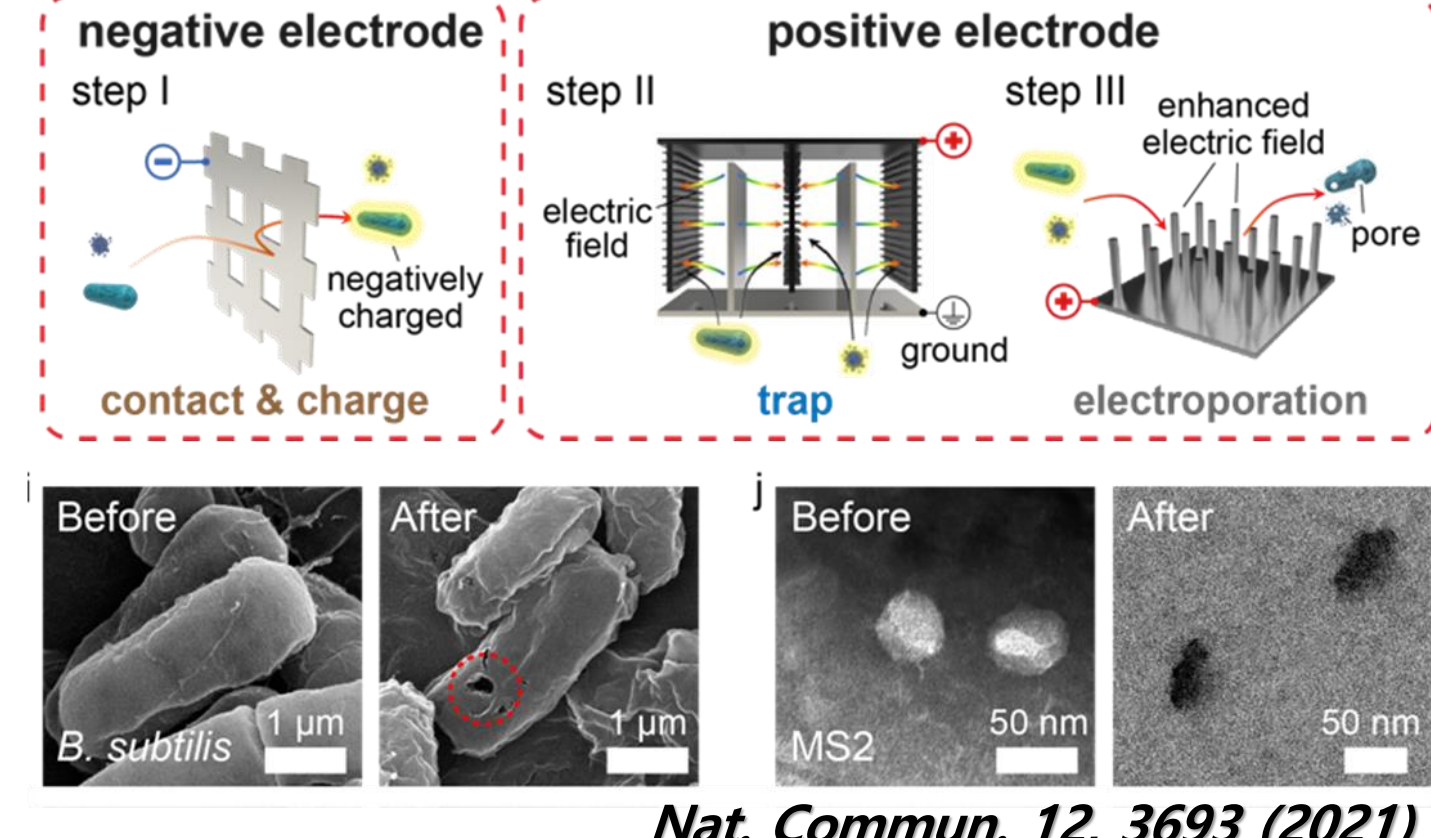 negative electrode
step I
−
negatively
charged
contact & charge
positive electrode
step II
+
electric
field
ground
trap
step III
enhanced
electric field
pore
+
electroporation
i
Before
1 μm
B. subtilis
After
1 μm
j
Before
50 nm
MS2
After
50 nm
Nat. Commun. 12, 3693 (2021)